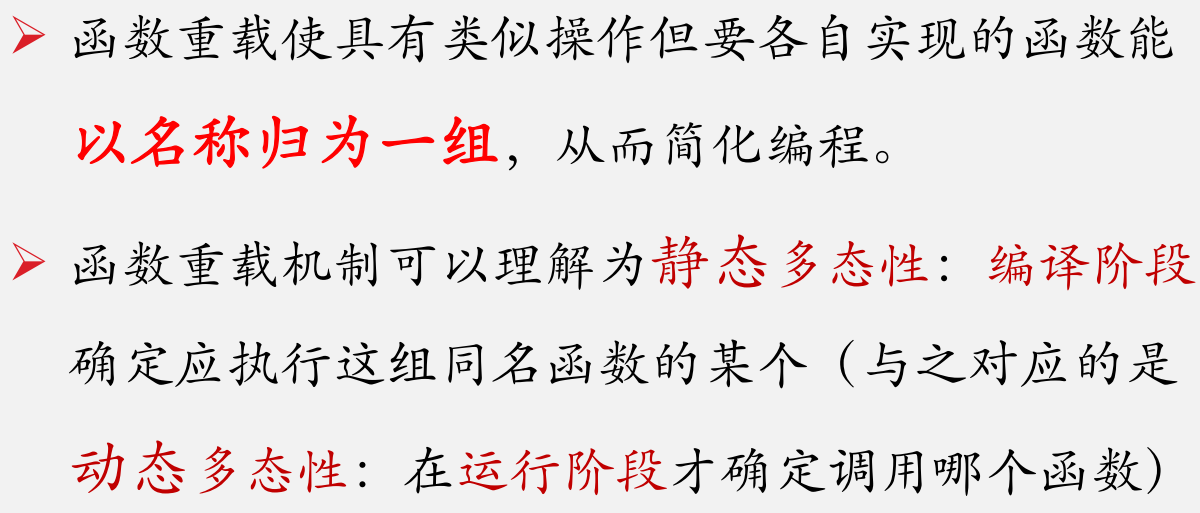 函数重载使具有类似操作但要各自实现的函数能
以名称归为一组，从而简化编程。
函数重载机制可以理解为静态多态性：编译阶段
确定应执行这组同名函数的某个（与之对应的是
动态多态性：在运行阶段才确定调用哪个函数）